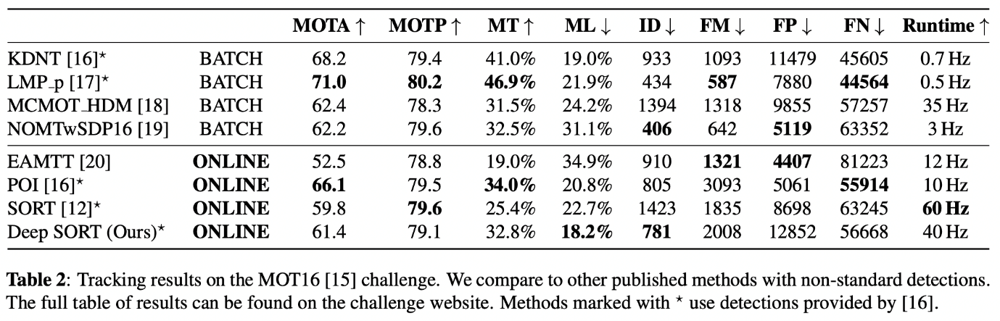 MOTA ↑ MOTP ↑ MT ↑ ML ↓ ID ↓ FM ↓ FP ↓ FN ↓ Runtime ↑
KDNT [16]* BATCH 68.2 79.4 41.0% 19.0% 933 1093 11479 45605 0.7 Hz
LMP_p [17]* BATCH 71.0 80.2 46.9% 21.9% 434 587 7880 44564 0.5 Hz
MCMOT_HDM [18] BATCH 62.4 78.3 31.5% 24.2% 1394 1318 9855 57257 35 Hz
NOMTwSDP16 [19] BATCH 62.2 79.6 32.5% 31.1% 406 642 5119 63352 3 Hz
EAMTT [20] ONLINE 52.5 78.8 19.0% 34.9% 910 1321 4407 81223 12 Hz
POI [16]* ONLINE 66.1 79.5 34.0% 20.8% 805 3093 5061 55914 10 Hz
SORT [12]* ONLINE 59.8 79.6 25.4% 22.7% 1423 1835 8698 63245 60 Hz
Deep SORT (Ours)* ONLINE 61.4 79.1 32.8% 18.2% 781 2008 12852 56668 40 Hz
Table 2: Tracking results on the MOT16 [15] challenge. We compare to other published methods with non-standard detections.
The full table of results can be found on the challenge website. Methods marked with * use detections provided by [16].